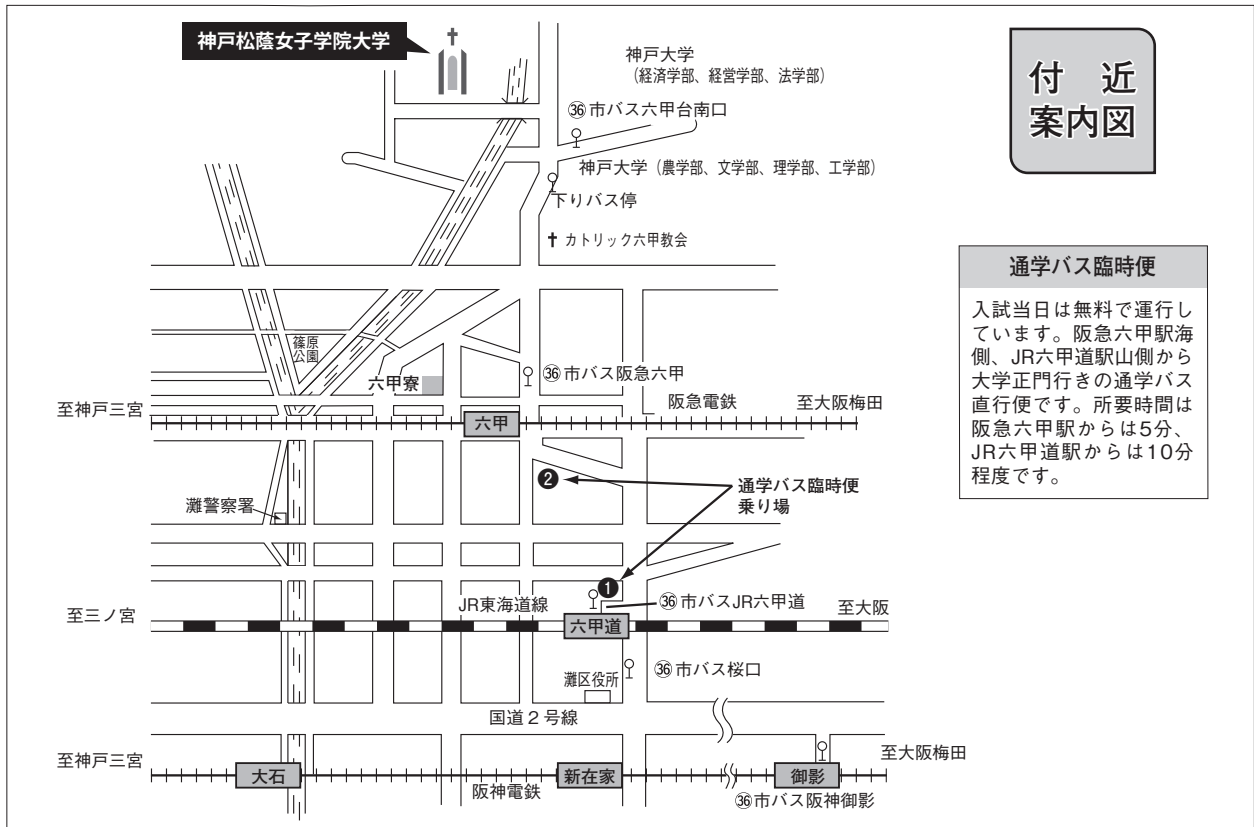 神戸松蔭女子学院大学
神戸大学
（経済学部、経営学部、法学部）
㊱市バス六甲台南口
神戸大学（農学部、文学部、理学部、工学部）
下りバス停
カトリック六甲教会
付近
案内図
通学バス臨時便
入試当日は無料で運行し
ています。阪急六甲駅海
側、JR六甲道駅山側から
大学正門行きの通学バス
直行便です。所要時間は
阪急六甲駅からは5分、
JR六甲道駅からは10分
程度です。
篠原
公園
六甲寮
㊱市バス阪急六甲
至神戸三宮
六甲
阪急電鉄
至大阪梅田
❷
通学バス臨時便
乗り場
灘警察署
❶
JR東海道線
㊱市バスJR六甲道
至三ノ宮
六甲道
至大阪
灘区役所
㊱市バス桜口
国道２号線
至神戸三宮
大石
阪神電鉄
新在家
御影
至大阪梅田
㊱市バス阪神御影